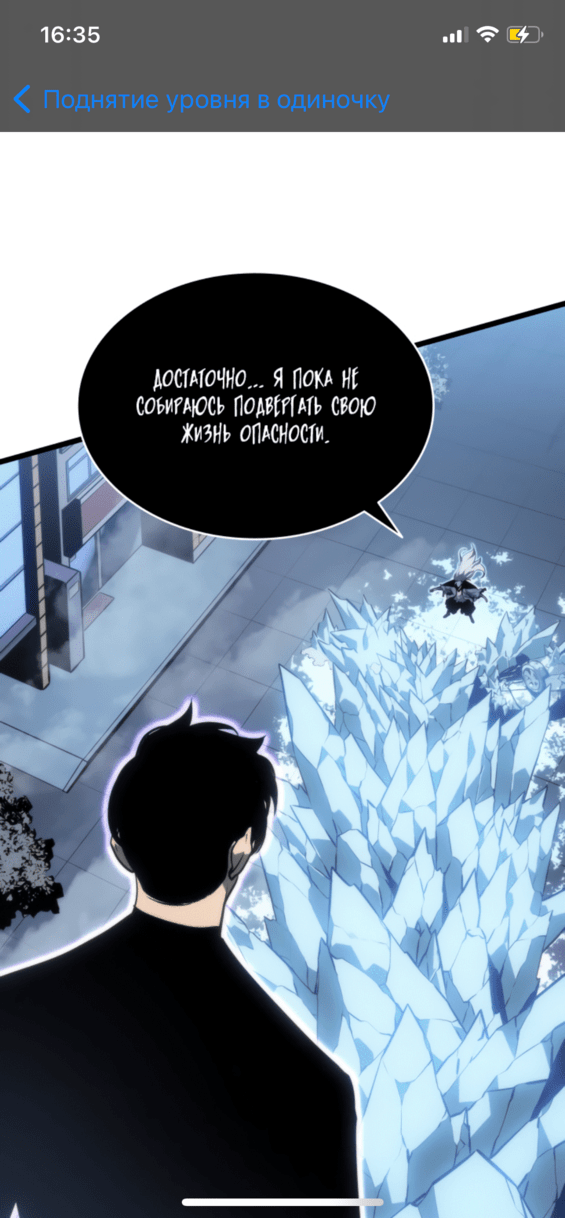 16:35
Поднятие уровня в одиночку
ДОСТАТОЧНО... Я ПОКА НЕ
СОБИРАЮСЬ ПОДВЕРГАТЬ СВОЮ
ЖИЗНЬ ОПАСНОСТИ.